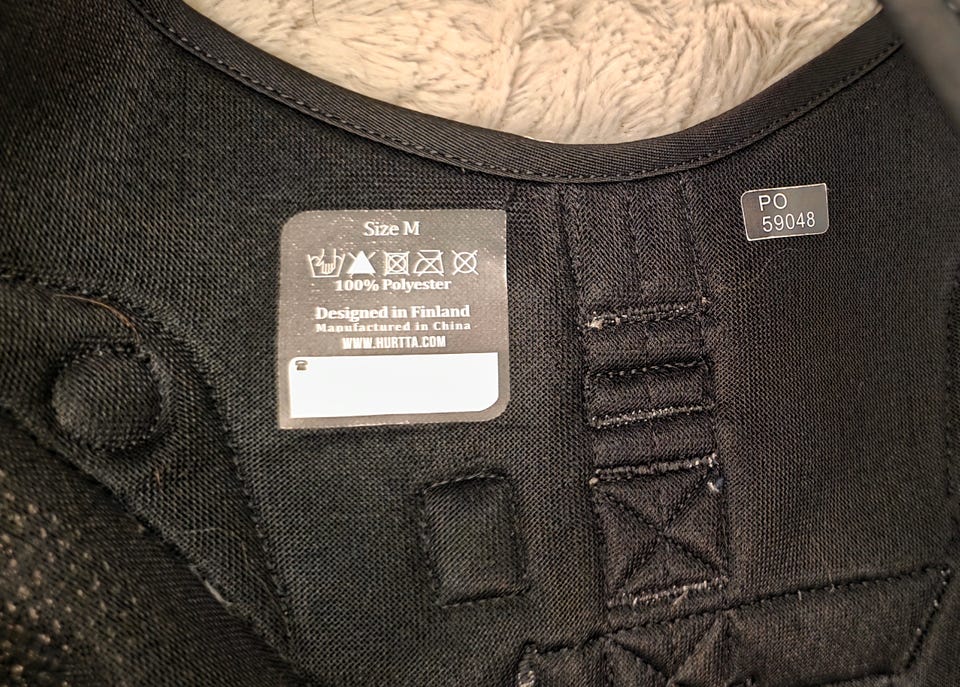 Size M
100% Polyester
Designed in Finland
Manufactured in China
WWW.HURTTA.COM
PO
59048